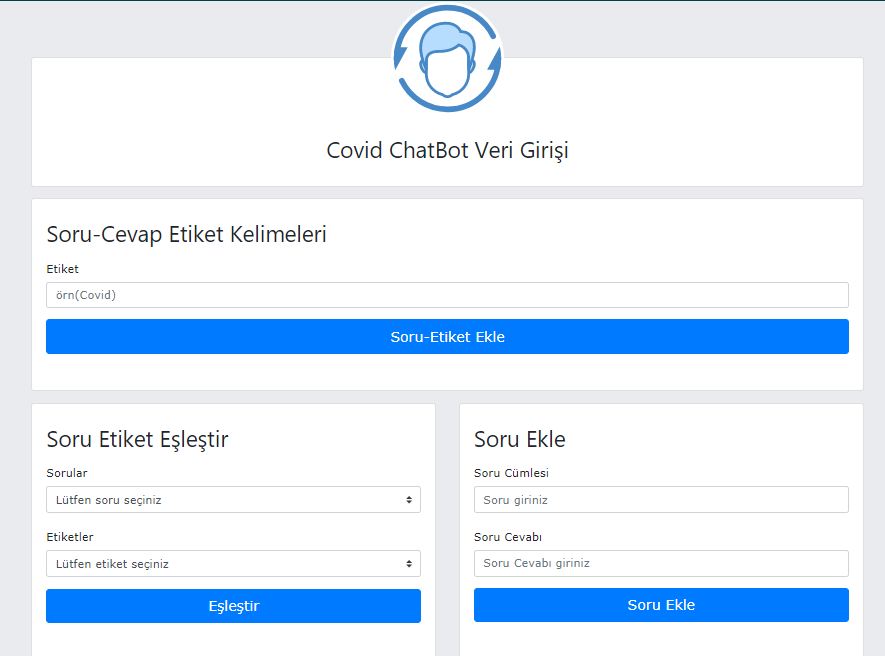 Covid ChatBot Veri Girişi
Soru-Cevap Etiket Kelimeleri
Etiket
örn(Covid)
Soru-Etiket Ekle
Soru Etiket Eşleştir
Sorular
Lütfen soru seçiniz
Etiketler
Lütfen etiket seçiniz
Eşleştir
Soru Ekle
Soru Cümlesi
Soru giriniz
Soru Cevabı
Soru Cevabı giriniz
Soru Ekle